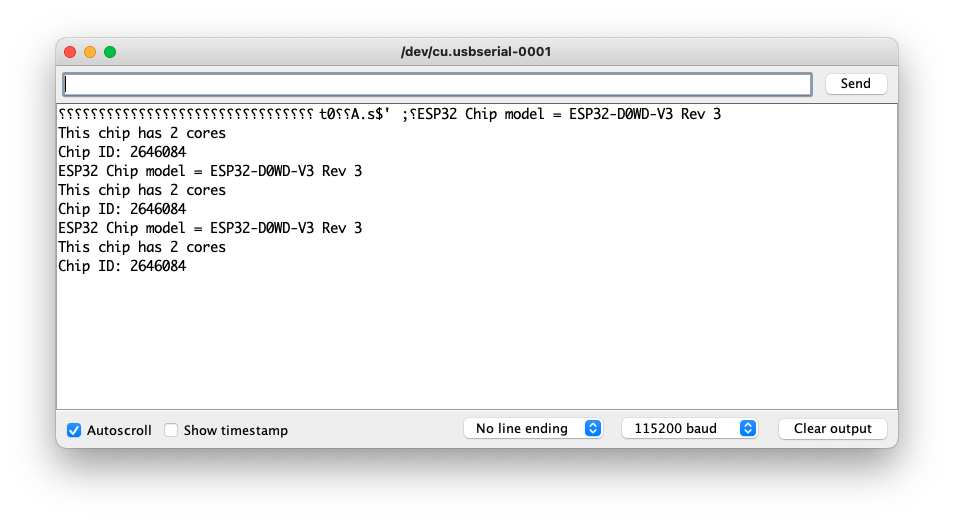 /dev/cu.usbserial-0001
Send
⸮⸮⸮⸮⸮⸮⸮⸮⸮⸮⸮⸮⸮⸮⸮⸮⸮⸮⸮⸮⸮⸮⸮⸮⸮⸮⸮⸮⸮⸮⸮⸮ t0⸮⸮A.s$' ;⸮ESP32 Chip model = ESP32-D0WD-V3 Rev 3
This chip has 2 cores
Chip ID: 2646084
ESP32 Chip model = ESP32-D0WD-V3 Rev 3
This chip has 2 cores
Chip ID: 2646084
ESP32 Chip model = ESP32-D0WD-V3 Rev 3
This chip has 2 cores
Chip ID: 2646084
Autoscroll Show timestamp No line ending 115200 baud Clear output